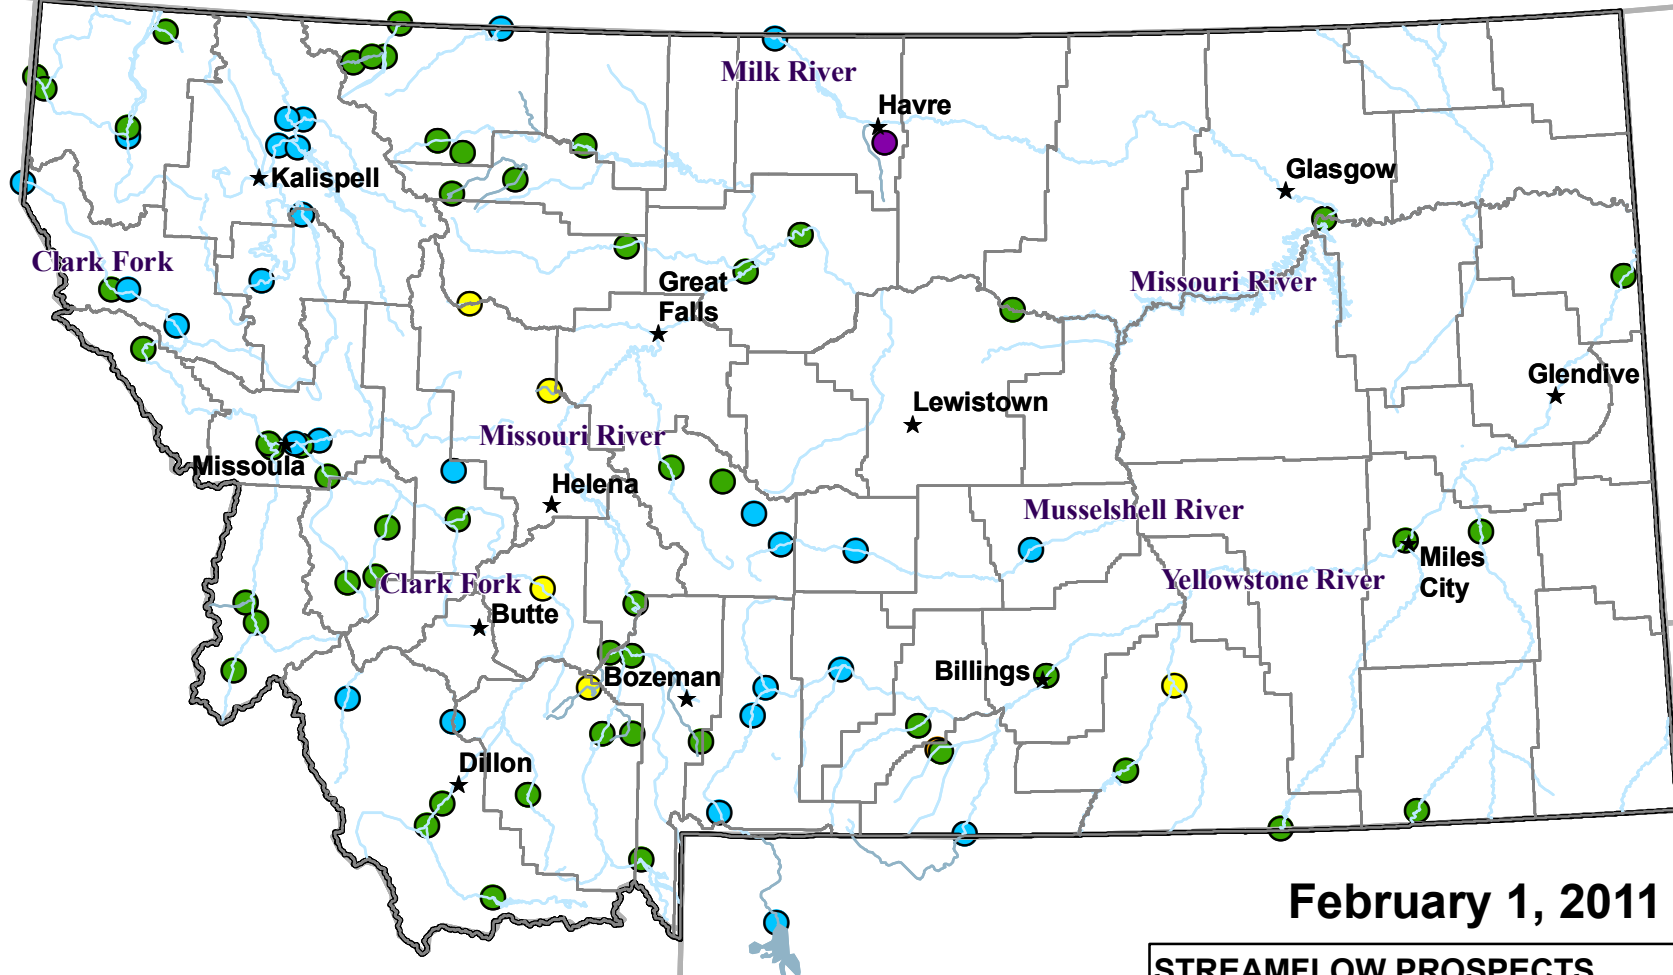 Milk River
Havre
Glasgow
Kalispell
Clark Fork
Great
Falls
Missouri River
Glendive
Lewistown
Missouri River
Missoula
Helena
Musselshell River
Miles
City
Clark Fork
Yellowstone River
Butte
Bozeman
Billings
Dillon
February 1, 2011
STREAMFLOW PROSPECTS